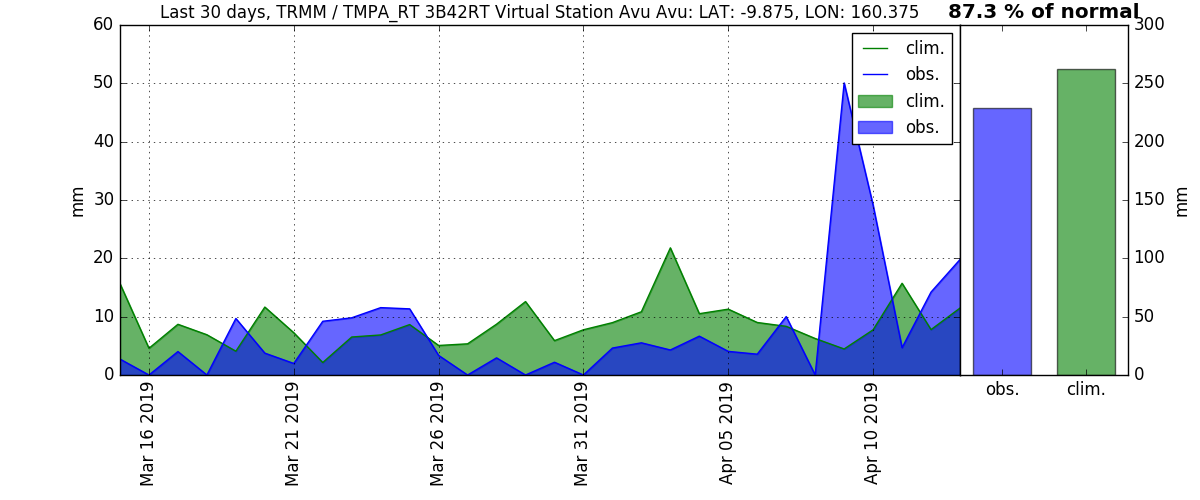 Last 30 days, TRMM / TMPA_RT 3B42RT Virtual Station Avu Avu: LAT: -9.875, LON: 160.375
87.3 % of normal
mm
60
50
40
30
20
10
0
clim.
obs.
clim.
obs.
Mar 16 2019
Mar 21 2019
Mar 26 2019
Mar 31 2019
Apr 05 2019
Apr 10 2019
obs.
clim.
300
250
200
150
100
50
0
mm